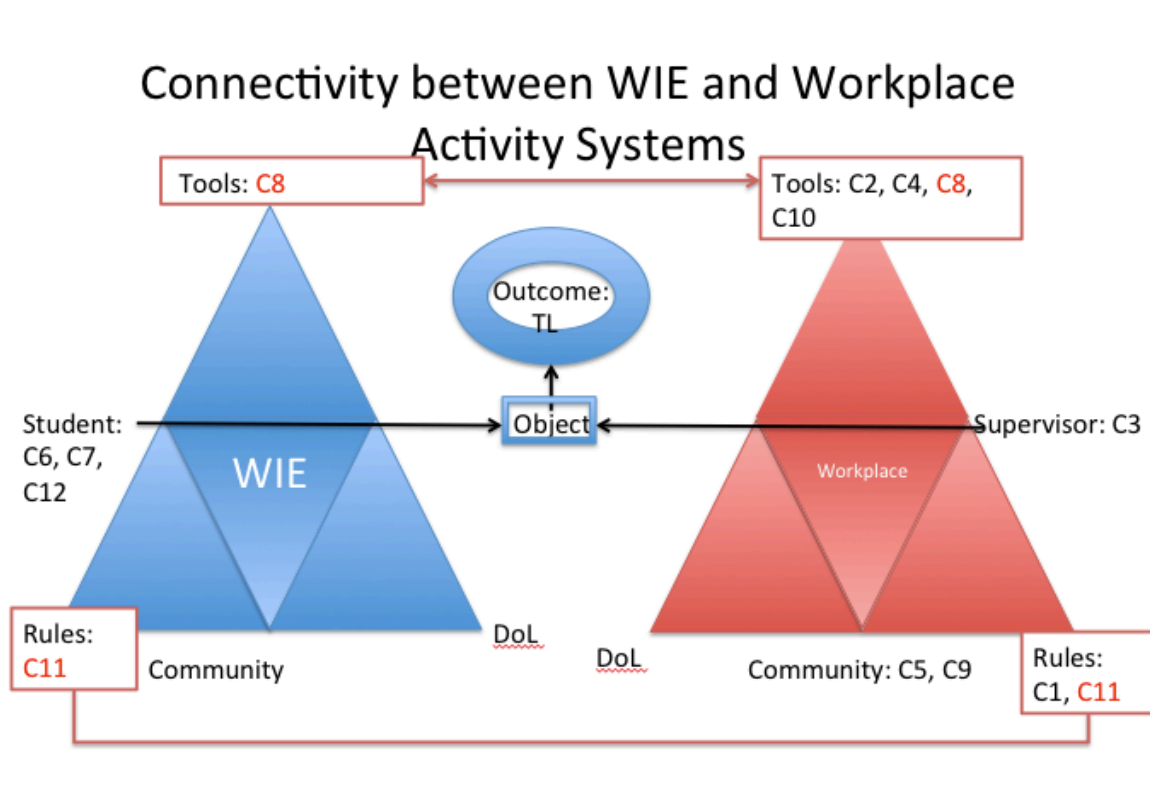 Connectivity between WIE and Workplace
Activity Systems
Tools: C8
Tools: C2, C4, C8,
C10
Outcome:
TL
Student:
C6, C7,
C12
Object
Supervisor: C3
WIE
Workplace
Rules:
C11
Community
DoL
DoL
Community: C5, C9
Rules:
C1, C11